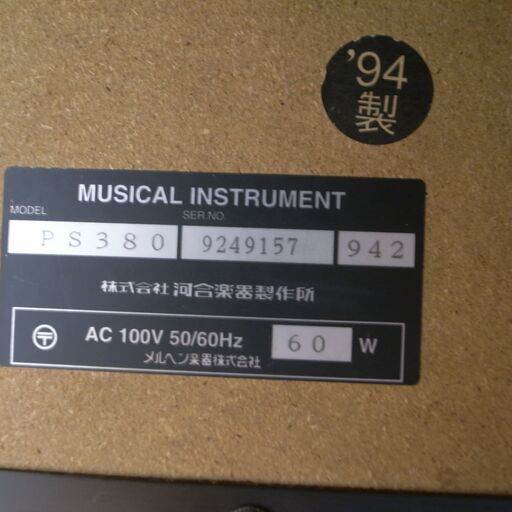 '94
製
MUSICAL INSTRUMENT
MODEL SER.NO.
PS380 9249157 942
株式会社 河合楽器製作所
〒 AC 100V 50/60Hz 60 W
メルヘン楽器株式会社